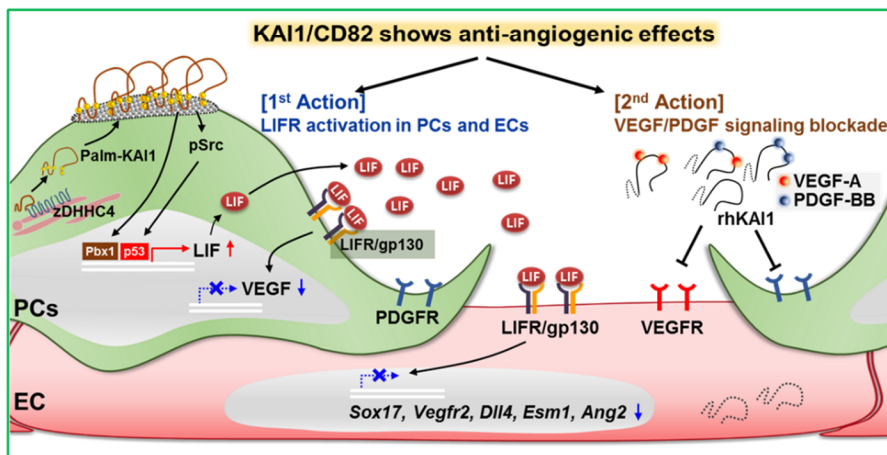 KAI1/CD82 shows anti-angiogenic effects
[1st Action]
LIFR activation in PCs and ECs
[2nd Action]
VEGF/PDGF signaling blockade
Palm-KAI1
pSrc
zDHHC4
LIF
LIF
LIF
LIF
LIF
LIF
LIF
LIF
LIF
LIF
VEGF-A
PDGF-BB
rhKAI1
Pbx1 p53
LIF
LIFR/gp130
VEGF
PCs
PDGFR
LIF LIF
LIFR/gp130
VEGFR
EC
Sox17, Vegfr2, Dll4, Esm1, Ang2